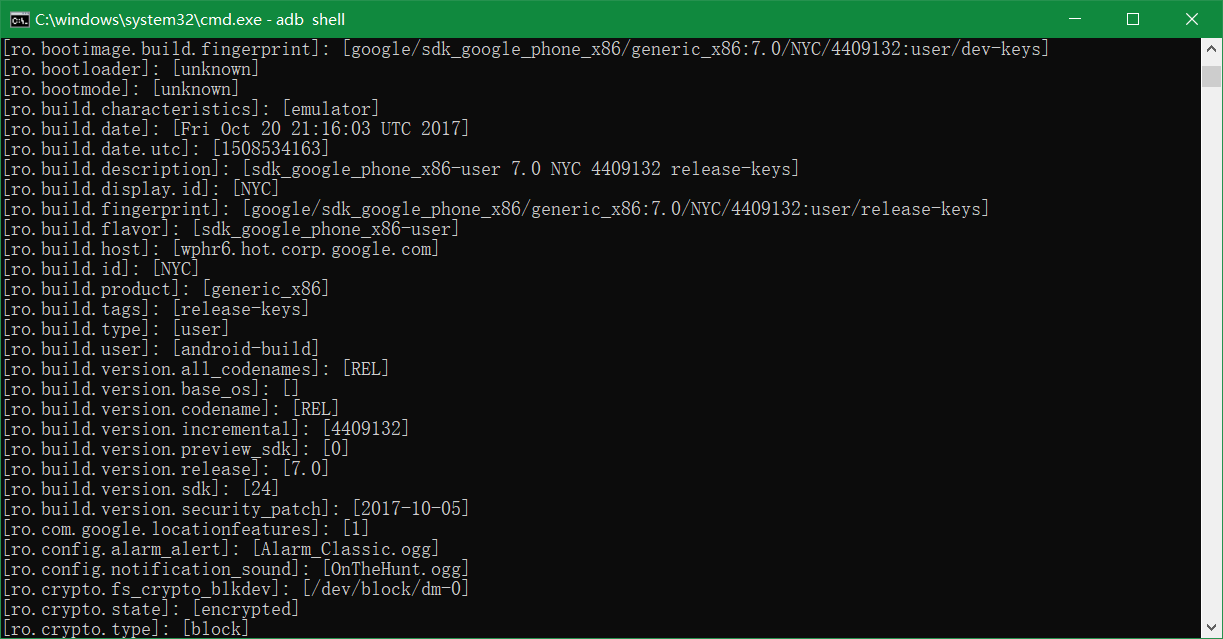 C:\windows\system32\cmd.exe - adb  shell
[ro.bootimage.build.fingerprint]: [google/sdk_google_phone_x86/generic_x86:7.0/NYC/4409132:user/dev-keys]
[ro.bootloader]: [unknown]
[ro.bootmode]: [unknown]
[ro.build.characteristics]: [emulator]
[ro.build.date]: [Fri Oct 20 21:16:03 UTC 2017]
[ro.build.date.utc]: [1508534163]
[ro.build.description]: [sdk_google_phone_x86-user 7.0 NYC 4409132 release-keys]
[ro.build.display.id]: [NYC]
[ro.build.fingerprint]: [google/sdk_google_phone_x86/generic_x86:7.0/NYC/4409132:user/release-keys]
[ro.build.flavor]: [sdk_google_phone_x86-user]
[ro.build.host]: [wphr6.hot.corp.google.com]
[ro.build.id]: [NYC]
[ro.build.product]: [generic_x86]
[ro.build.tags]: [release-keys]
[ro.build.type]: [user]
[ro.build.user]: [android-build]
[ro.build.version.all_codenames]: [REL]
[ro.build.version.base_os]: []
[ro.build.version.codename]: [REL]
[ro.build.version.incremental]: [4409132]
[ro.build.version.preview_sdk]: [0]
[ro.build.version.release]: [7.0]
[ro.build.version.sdk]: [24]
[ro.build.version.security_patch]: [2017-10-05]
[ro.com.google.locationfeatures]: [1]
[ro.config.alarm_alert]: [Alarm_Classic.ogg]
[ro.config.notification_sound]: [OnTheHunt.ogg]
[ro.crypto.fs_crypto_blkdev]: [/dev/block/dm-0]
[ro.crypto.state]: [encrypted]
[ro.crypto.type]: [block]